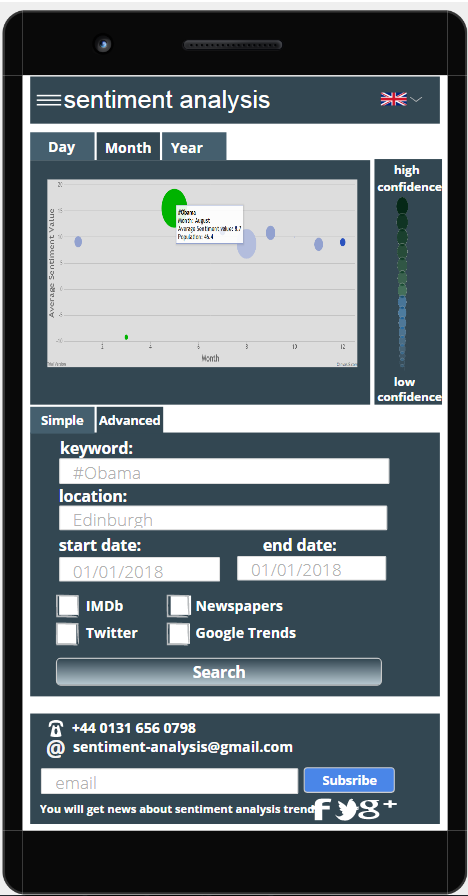 sentiment analysis
Day Month Year
high
confidence
20
15
10
5
0
-5
-10
2 4 6 8 10 12
Average Sentiment Value
Month
#Obama
Month: August
Average Sentiment value: 8.7
Population: 46.4
low
confidence
Simple Advanced
keyword:
#Obama
location:
Edinburgh
start date: end date:
01/01/2018 01/01/2018
IMDb Newspapers
Twitter Google Trends
Search
+44 0131 656 0798
@ sentiment-analysis@gmail.com
email Subsribe
You will get news about sentiment analysis trend